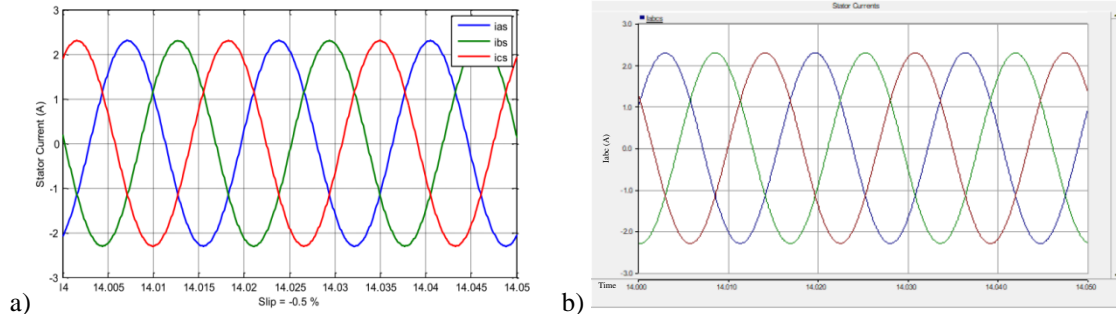 Stator Currents
3
2
1
0
-1
-2
-3
Stator Current (A)
ias
ibs
ics
14 14.005 14.01 14.015 14.02 14.025 14.03 14.035 14.04 14.045 14.05
Slip = -0.5 %
a)
Iabcs
3.0
2.0
1.0
0.0
-1.0
-2.0
-3.0
Iabc (A)
Time 14.000 14.010 14.020 14.030 14.040 14.050
b)